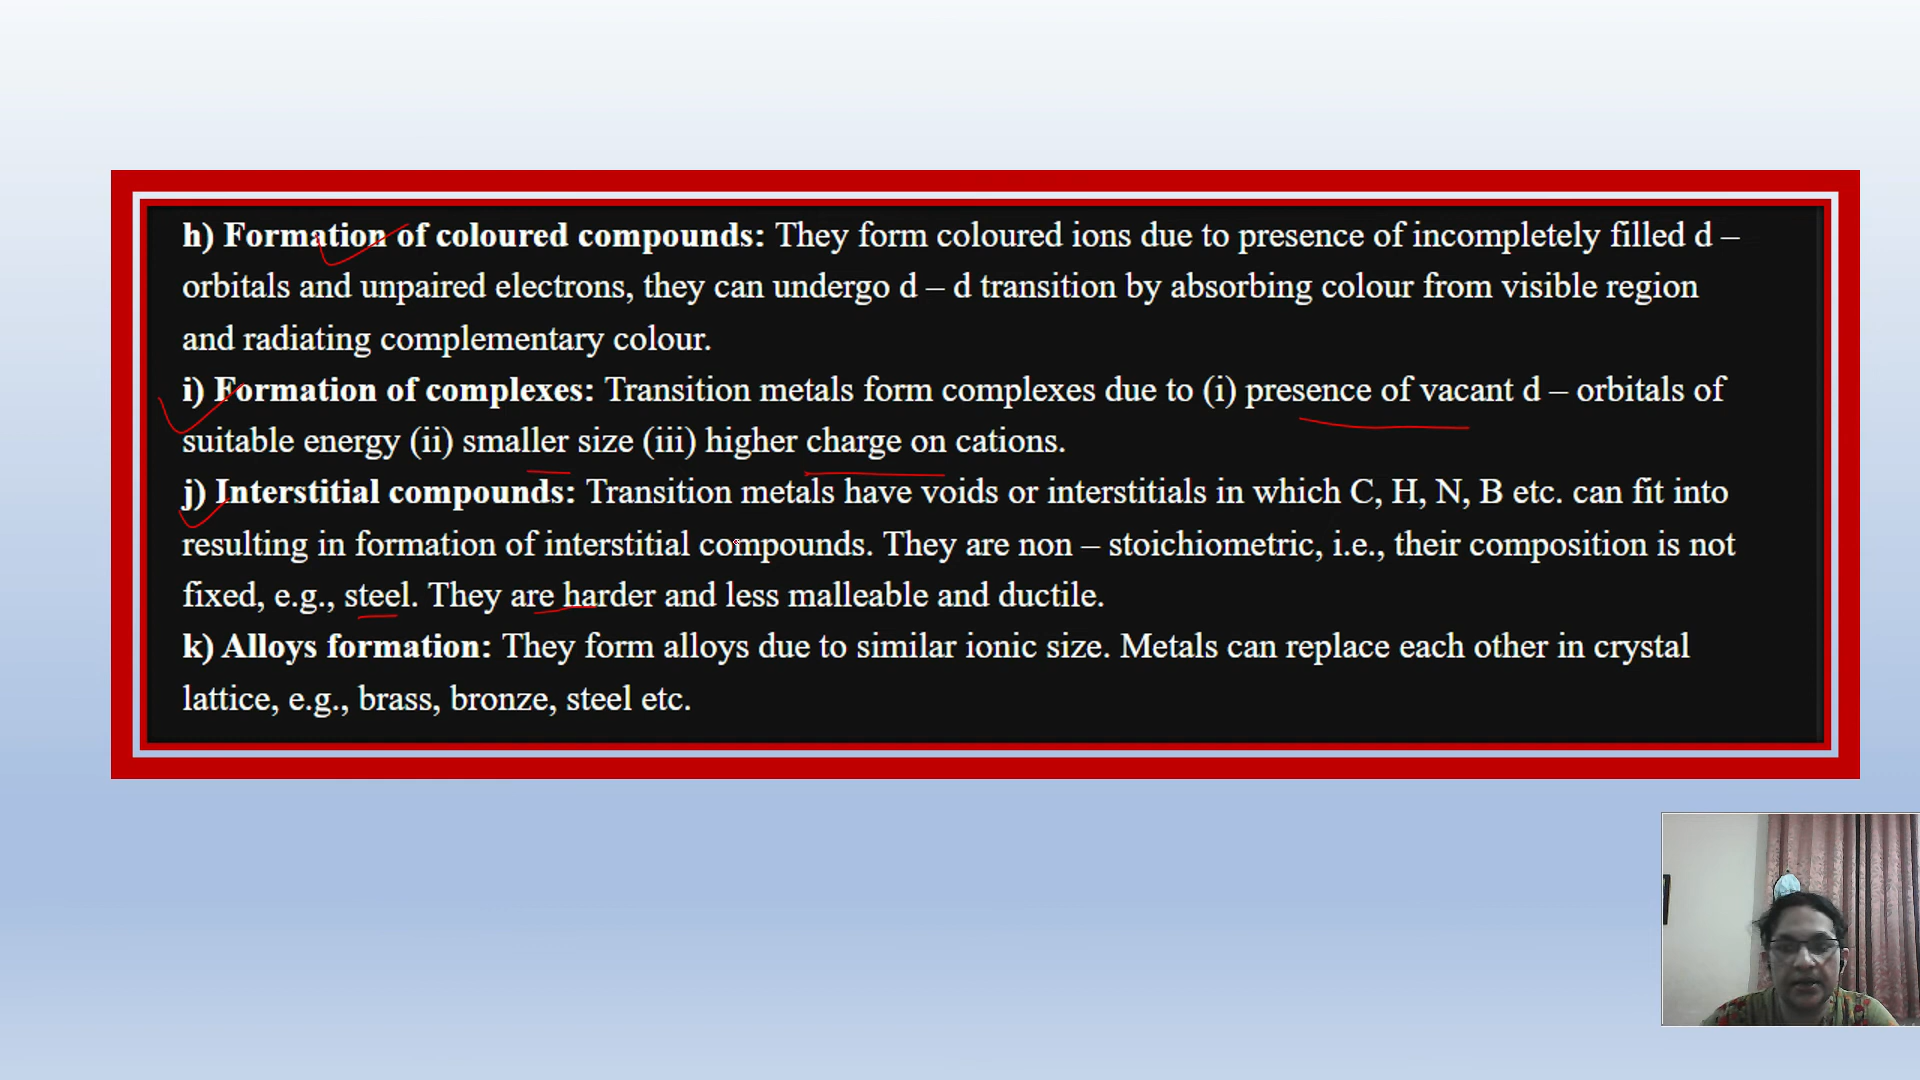 h) Formation of coloured compounds: They form coloured ions due to presence of incompletely filled d –
orbitals and unpaired electrons, they can undergo d – d transition by absorbing colour from visible region
and radiating complementary colour.
i) Formation of complexes: Transition metals form complexes due to (i) presence of vacant d – orbitals of
suitable energy (ii) smaller size (iii) higher charge on cations.
j) Interstitial compounds: Transition metals have voids or interstitials in which C, H, N, B etc. can fit into
resulting in formation of interstitial compounds. They are non – stoichiometric, i.e., their composition is not
fixed, e.g., steel. They are harder and less malleable and ductile.
k) Alloys formation: They form alloys due to similar ionic size. Metals can replace each other in crystal
lattice, e.g., brass, bronze, steel etc.